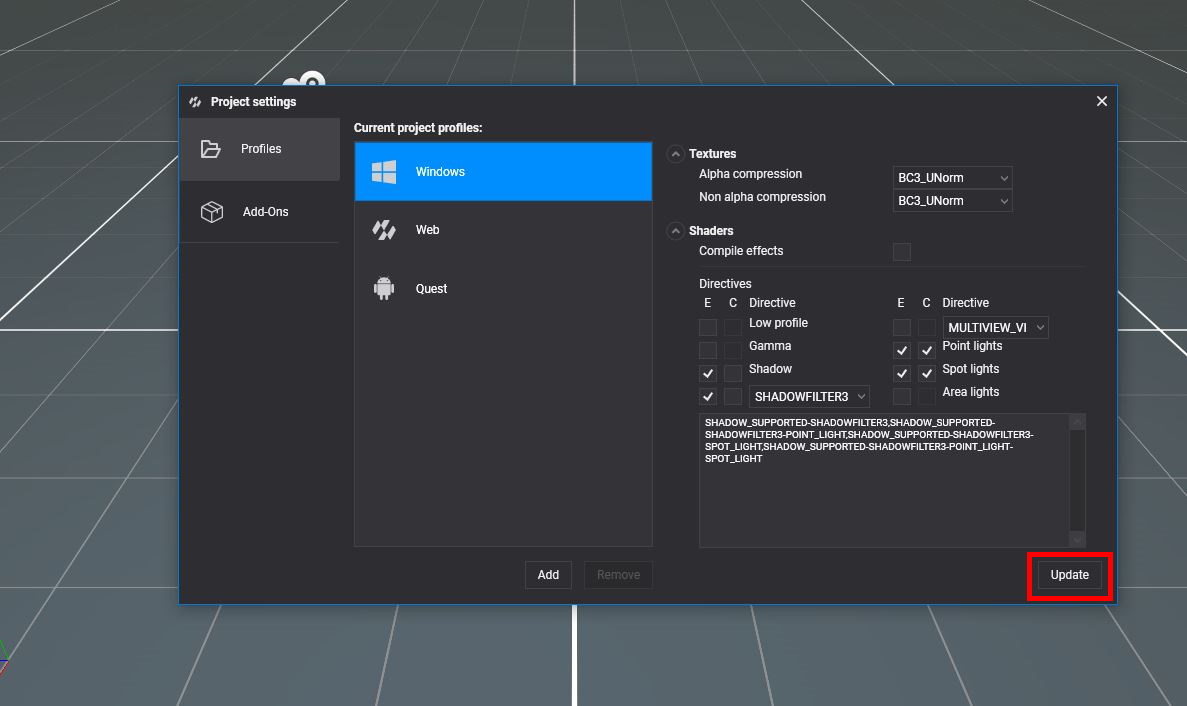 Project settings
Profiles
Add-Ons
Current project profiles:
Windows
Web
Quest
Textures
Alpha compression BC3_UNorm
Non alpha compression BC3_UNorm
Shaders
Compile effects
Directives
E C Directive E C Directive
Low profile MULTIVIEW_VI
Gamma Point lights
Shadow Spot lights
SHADOWFILTER3 Area lights
SHADOW_SUPPORTED-SHADOWFILTER3,SHADOW_SUPPORTED-
SHADOWFILTER3-POINT_LIGHT,SHADOW_SUPPORTED-SHADOWFILTER3-
SPOT_LIGHT,SHADOW_SUPPORTED-SHADOWFILTER3-POINT_LIGHT-
SPOT_LIGHT
Add Remove Update